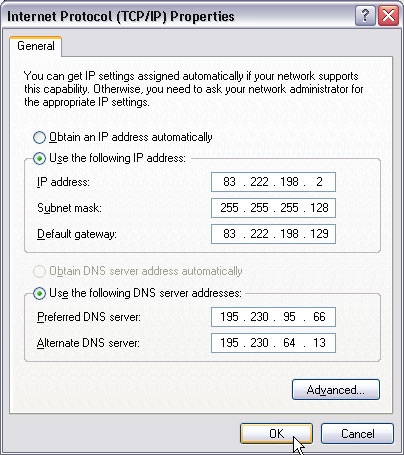 Internet Protocol (TCP/IP) Properties
General
You can get IP settings assigned automatically if your network supports
this capability. Otherwise, you need to ask your network administrator for
the appropriate IP settings.
Obtain an IP address automatically
Use the following IP address:
IP address: 83 . 222 . 198 . 2
Subnet mask: 255 . 255 . 255 . 128
Default gateway: 83 . 222 . 198 . 129
Obtain DNS server address automatically
Use the following DNS server addresses:
Preferred DNS server: 195 . 230 . 95 . 66
Alternate DNS server: 195 . 230 . 64 . 13
Advanced...
OK Cancel